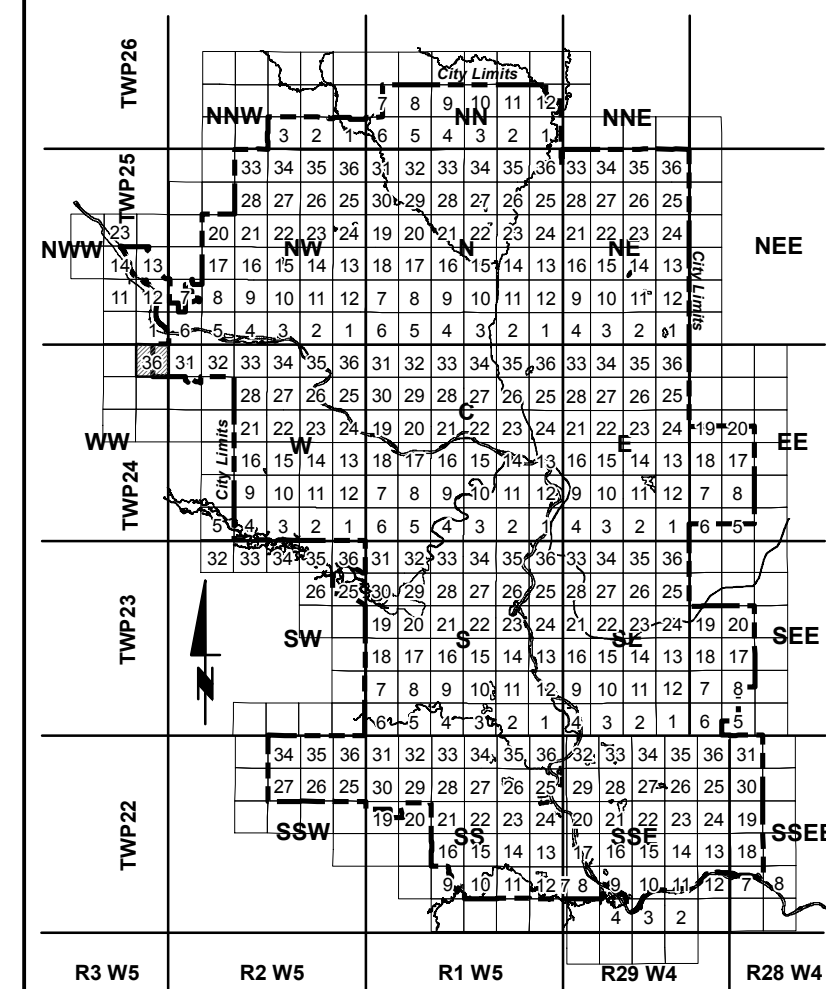 City Limits
TWP26
7 8 9 10 11 12
NNW NN NNE
3 2 1 6 5 4 3 2 1
33 34 35 36 31 32 33 34 35 36 33 34 35 36
TWP25
28 27 26 25 30 29 28 27 26 25 28 27 26 25
23 20 21 22 23 24 19 20 21 22 23 24 21 22 23 24
NWW NW N NE NEE
14 13 17 16 15 14 13 18 17 16 15 14 13 16 15 14 13
City Limits
11 12 7 8 9 10 11 12 7 8 9 10 11 12 9 10 11 12
1 6 5 4 3 2 1 6 5 4 3 2 1 4 3 2 1
36 31 32 33 34 35 36 31 32 33 34 35 36 33 34 35 36
28 27 26 25 30 29 28 27 26 25 28 27 26 25
C
21 22 23 24 19 20 21 22 23 24 21 22 23 24 19 20
WW W E EE
City Limits
16 15 14 13 18 17 16 15 14 13 16 15 14 13 18 17
TWP24
9 10 11 12 7 8 9 10 11 12 9 10 11 12 7 8
5 4 3 2 1 6 5 4 3 2 1 4 3 2 1 6 5
32 33 34 35 36 31 32 33 34 35 36 33 34 35 36
26 25 30 29 28 27 26 25 28 27 26 25
TWP23
19 20 21 22 23 24 21 22 23 24 19 20
SW S SE SEE
18 17 16 15 14 13 16 15 14 13 18 17
N
7 8 9 10 11 12 9 10 11 12 7 8
6 5 4 3 2 1 4 3 2 1 6 5
34 35 36 31 32 33 34 35 36 32 33 34 35 36 31
27 26 25 30 29 28 27 26 25 29 28 27 26 25 30
TWP22
19 20 21 22 23 24 20 21 22 23 24 19
SSW SS SSE SSEE
16 15 14 13 17 16 15 14 13 18
9 10 11 12 7 8 9 10 11 12 7 8
4 3 2
R3 W5 R2 W5 R1 W5 R29 W4 R28 W4